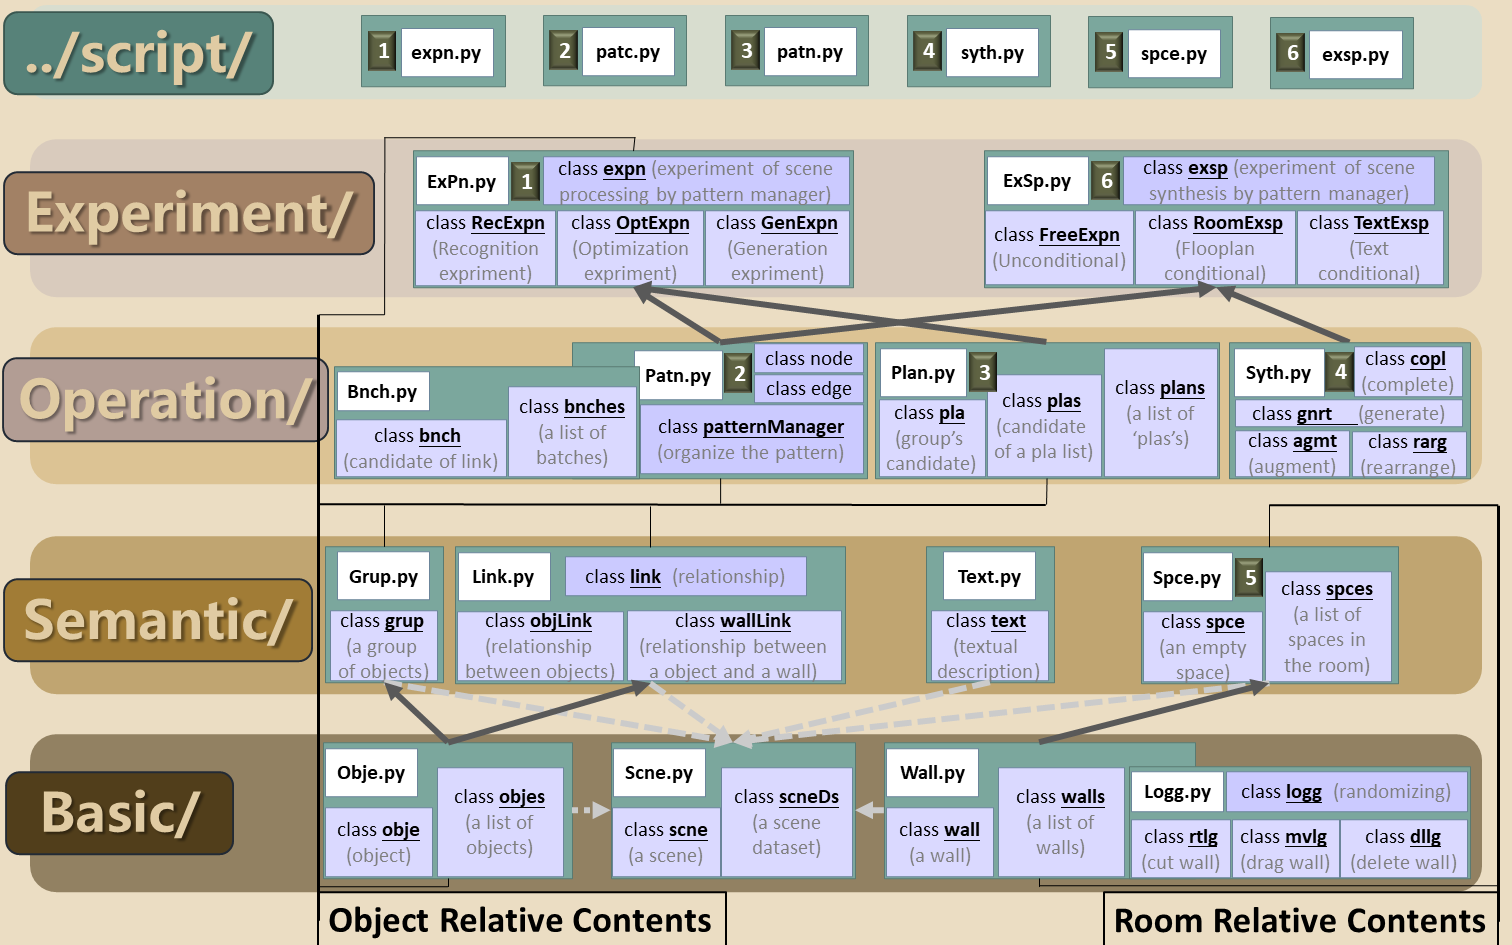 ../script/
1 expn.py
2 patc.py
3 patn.py
4 syth.py
5 spce.py
6 exsp.py
Experiment/
ExPn.py
1
class expn (experiment of scene
processing by pattern manager)
class RecExpn
(Recognition
expriment)
class OptExpn
(Optimization
expriment)
class GenExpn
(Generation
expriment)
ExSp.py
6
class exsp (experiment of scene
synthesis by pattern manager)
class FreeExpn
(Unconditional)
class RoomExsp
(Flooplan
conditional)
class TextExsp
(Text
conditional)
Operation/
Bnch.py
class bnch
(candidate of link)
class bnches
(a list of
batches)
Patn.py
2
class node
class edge
class patternManager
(organize the pattern)
Plan.py
3
class pla
(group's
candidate)
class plas
(candidate
of a pla list)
class plans
(a list of
'plas's)
Syth.py
4
class copl
(complete)
class gnrt (generate)
class agmt
(augment)
class rarg
(rearrange)
Semantic/
Grup.py
class grup
(a group
of objects)
Link.py
class link (relationship)
class objLink
(relationship
between objects)
class wallLink
(relationship between
a object and a wall)
Text.py
class text
(textual
description)
Spce.py
5
class spce
(an empty
space)
class spces
(a list of
spaces in
the room)
Basic/
Obje.py
class obje
(object)
class objes
(a list of
objects)
Scne.py
class scne
(a scene)
class scneDs
(a scene
dataset)
Wall.py
class wall
(a wall)
class walls
(a list of
walls)
Logg.py
class logg (randomizing)
class rtlg
(cut wall)
class mvlg
(drag wall)
class dllg
(delete wall)
Object Relative Contents
Room Relative Contents